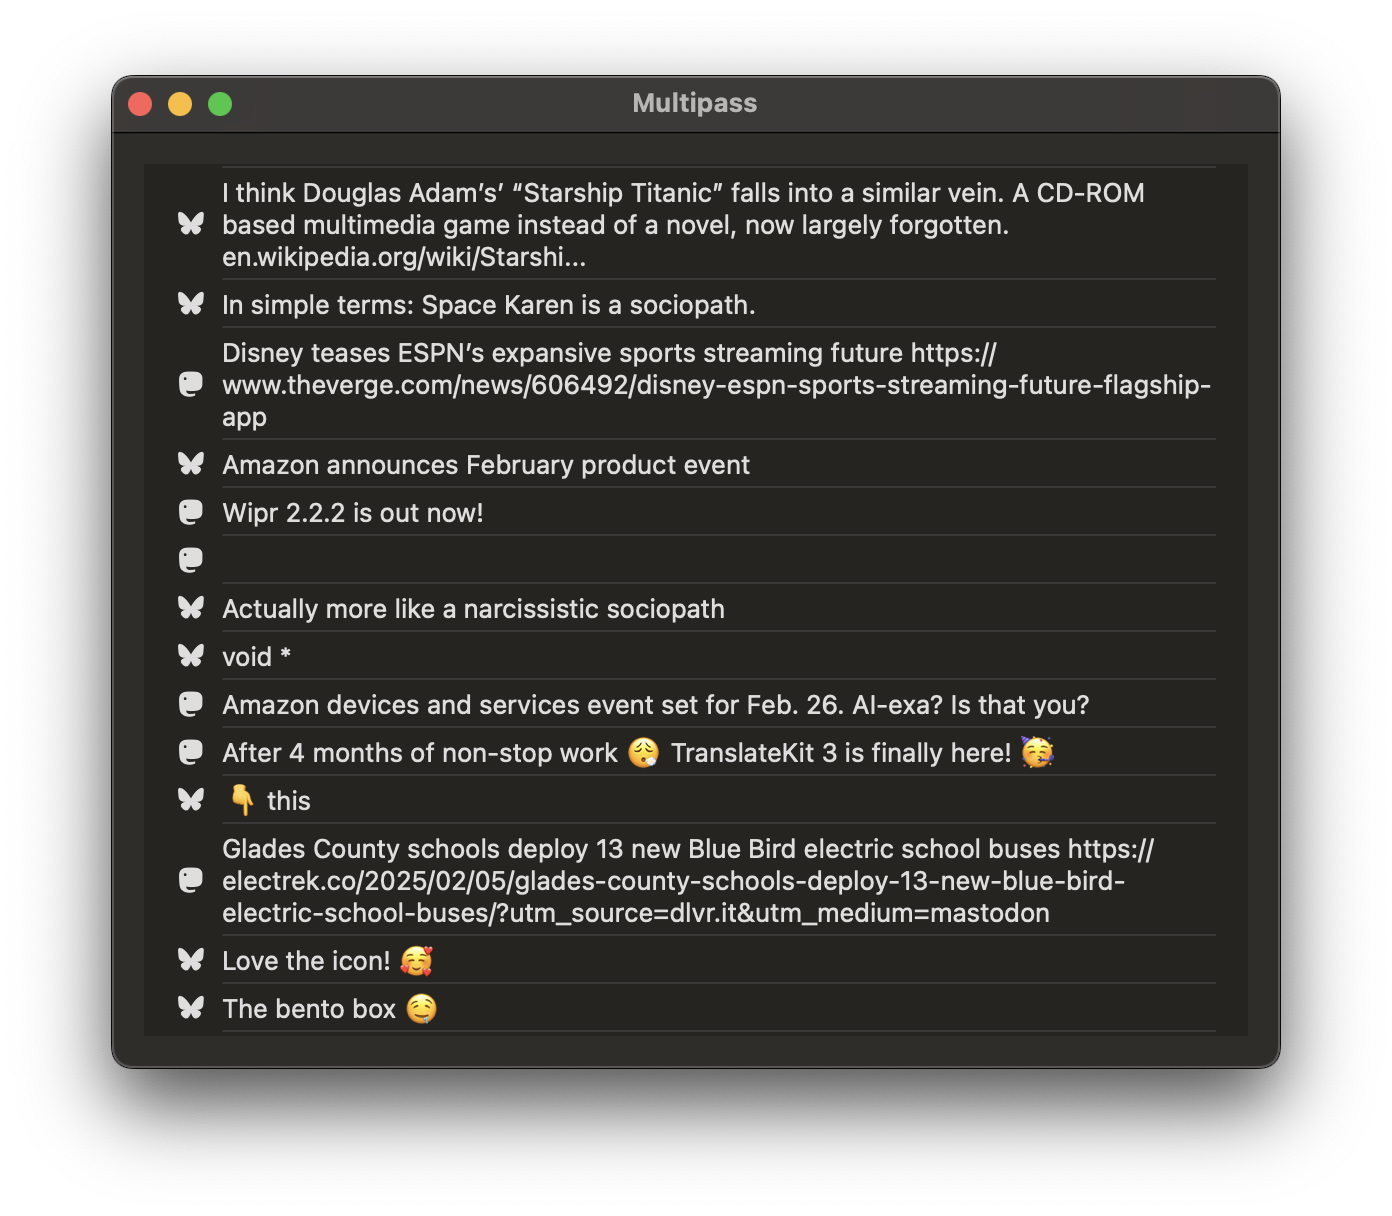 Multipass
I think Douglas Adam’s’ “Starship Titanic” falls into a similar vein. A CD-ROM
based multimedia game instead of a novel, now largely forgotten.
en.wikipedia.org/wiki/Starshi...
In simple terms: Space Karen is a sociopath.
Disney teases ESPN’s expansive sports streaming future https://
www.theverge.com/news/606492/disney-espn-sports-streaming-future-flagship-
app
Amazon announces February product event
Wipr 2.2.2 is out now!
Actually more like a narcissistic sociopath
void *
Amazon devices and services event set for Feb. 26. AI-exa? Is that you?
After 4 months of non-stop work 😮‍💨 TranslateKit 3 is finally here! 🥳
👇 this
Glades County schools deploy 13 new Blue Bird electric school buses https://
electrek.co/2025/02/05/glades-county-schools-deploy-13-new-blue-bird-
electric-school-buses/?utm_source=dlvr.it&utm_medium=mastodon
Love the icon! 🥰
The bento box 🤤